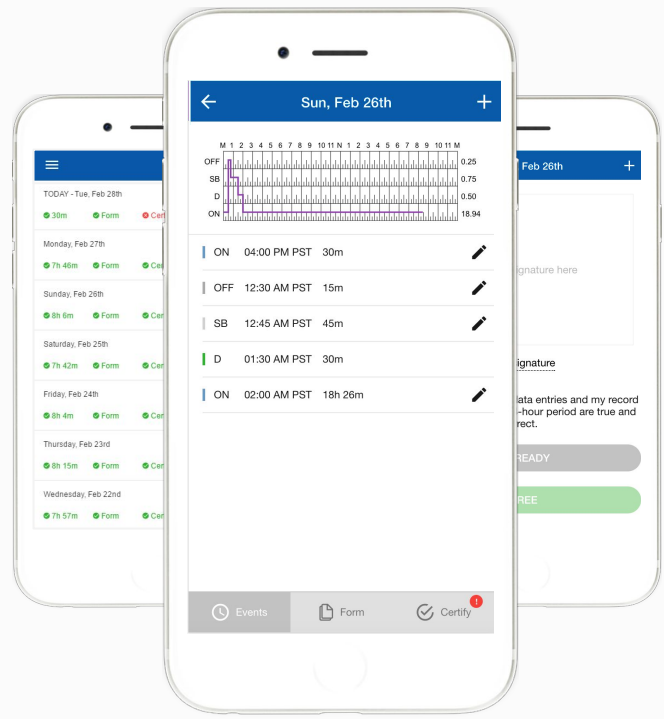 TODAY - Tue, Feb 28th
30m Form
Monday, Feb 27th
7h 46m Form
Sunday, Feb 26th
8h 6m Form
Saturday, Feb 25th
7h 42m Form
Friday, Feb 24th
8h 4m Form
Thursday, Feb 23rd
8h 15m Form
Wednesday, Feb 22nd
7h 57m Form
Sun, Feb 26th
M 1 2 3 4 5 6 7 8 9 10 11 N 1 2 3 4 5 6 7 8 9 10 11 M
OFF 0.25
SB 0.75
D 0.50
ON 18.94
ON 04:00 PM PST 30m
OFF 12:30 AM PST 15m
SB 12:45 AM PST 45m
D 01:30 AM PST 30m
ON 02:00 AM PST 18h 26m
Events Form Certify !
Feb 26th
gnature here
ignature
data entries and my record
-hour period are true and
rect.
READY
REE